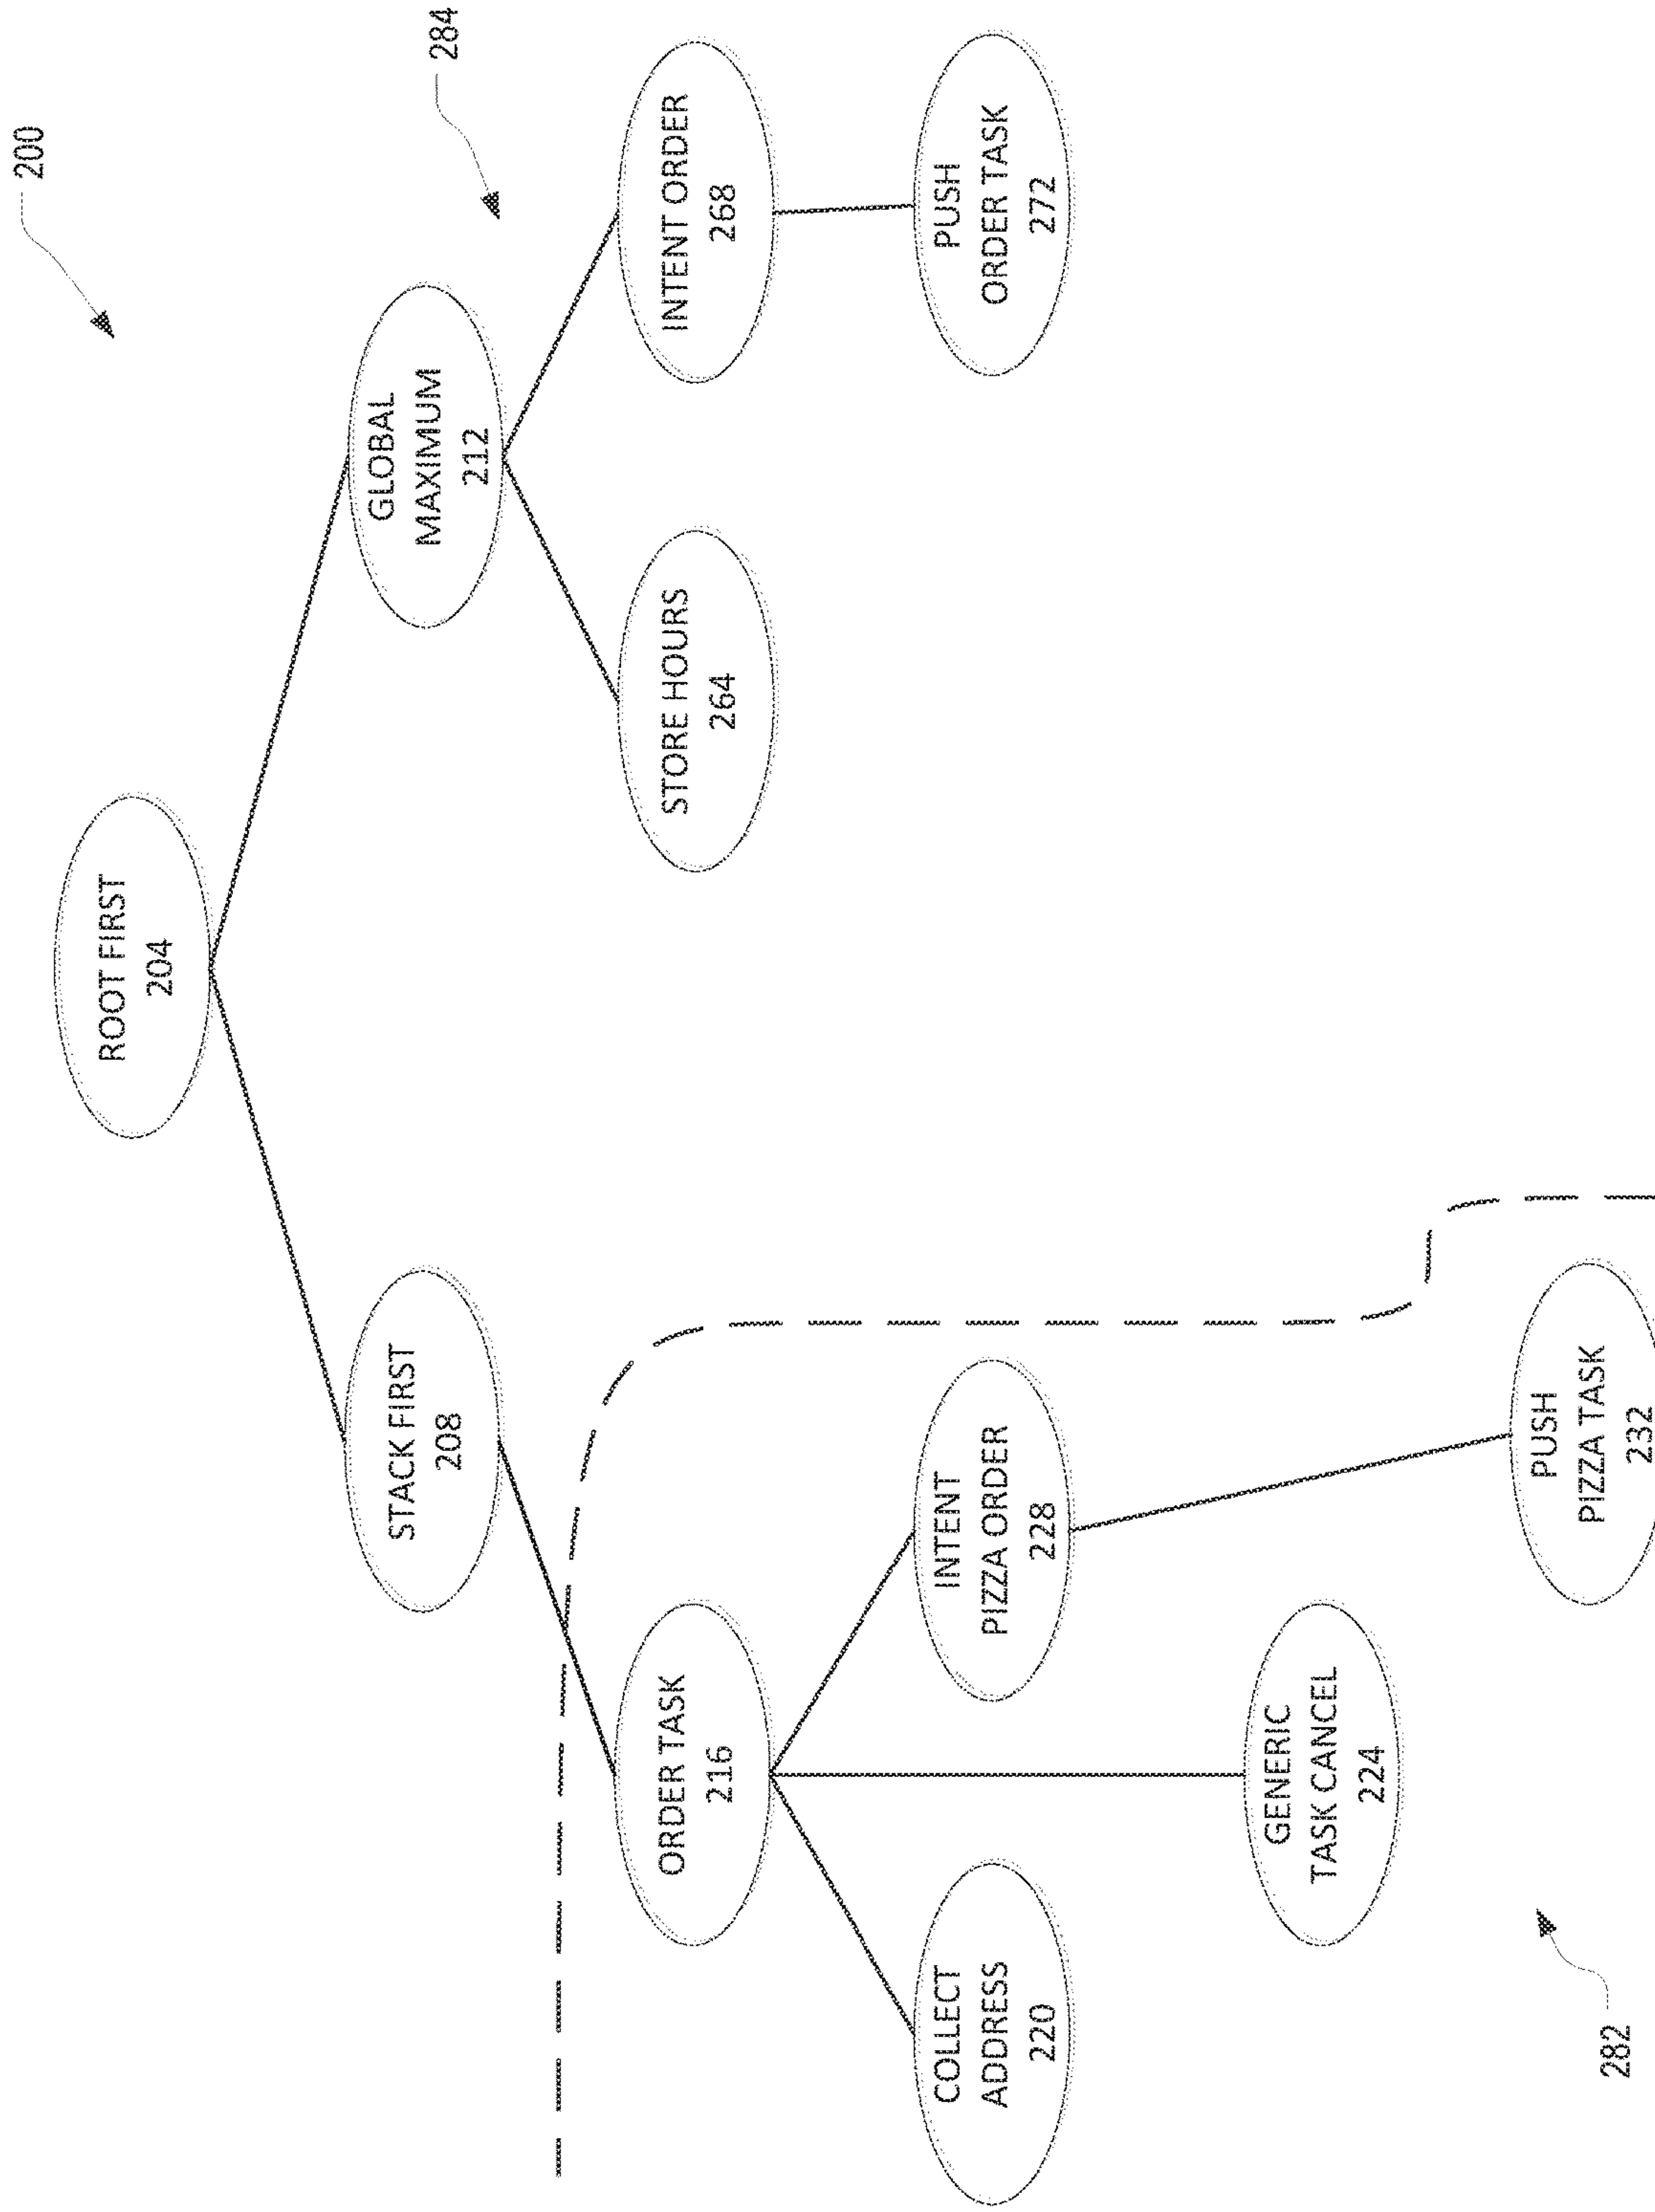 200
ROOT FIRST
204
284
STACK FIRST
208
GLOBAL
MAXIMUM
212
ORDER TASK
216
STORE HOURS
264
INTENT ORDER
268
COLLECT
ADDRESS
220
INTENT
PIZZA ORDER
228
PUSH
ORDER TASK
272
GENERIC
TASK CANCEL
224
PUSH
PIZZA TASK
232
282